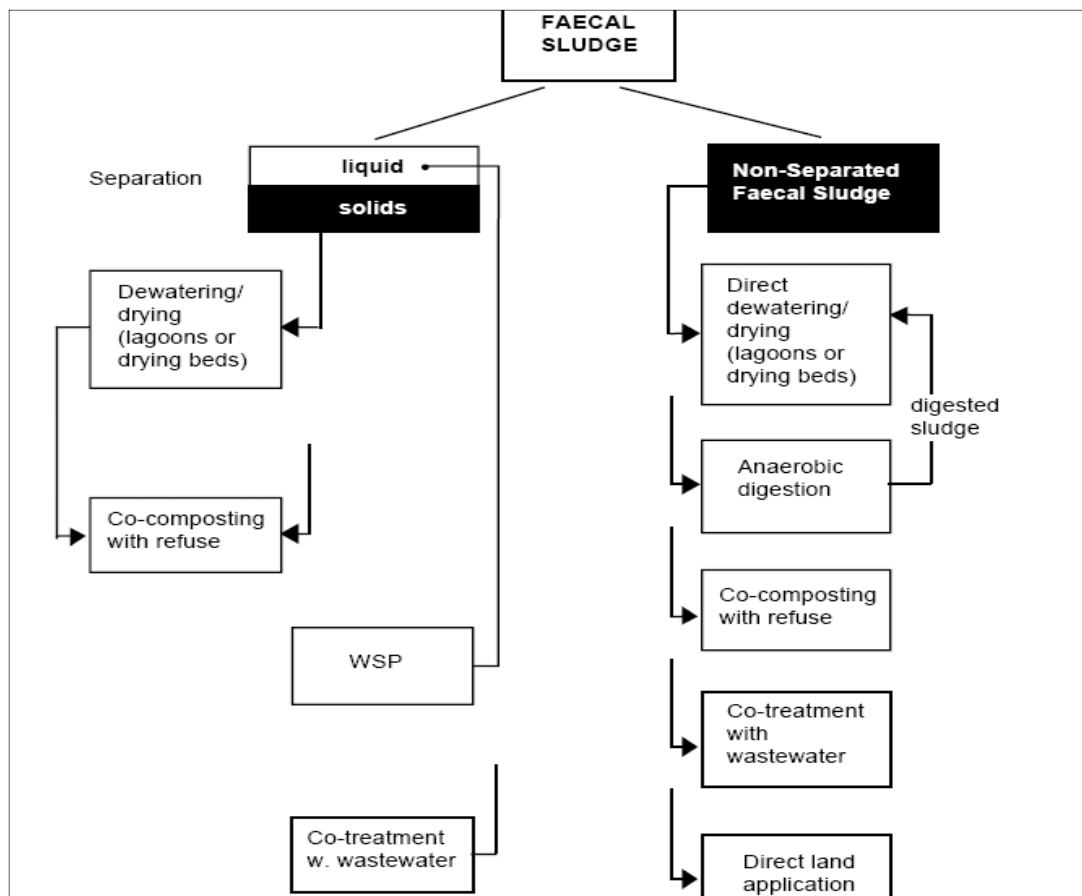 FAECAL
SLUDGE
Separation
liquid
solids
Dewatering/
drying
(lagoons or
drying beds)
Co-composting
with refuse
WSP
Co-treatment
w. wastewater
Non-Separated
Faecal Sludge
Direct
dewatering/
drying
(lagoons or
drying beds)
digested
sludge
Anaerobic
digestion
Co-composting
with refuse
Co-treatment
with
wastewater
Direct land
application